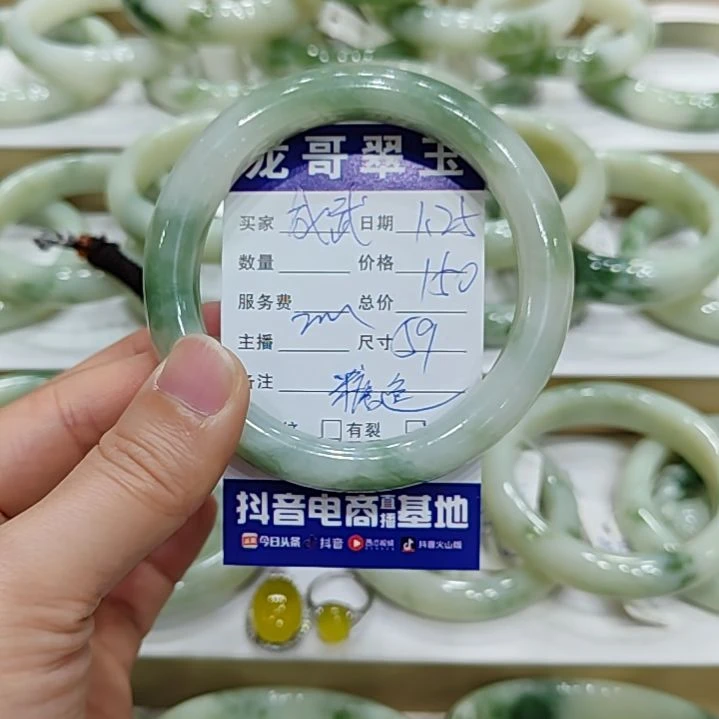 龙哥翠玉
买家 日期 1.25
数量 价格 150
服务费 总价
主播 尺寸 59
备注
有裂
抖音电商直播基地
今日头条 抖音 西瓜视频 抖音火山版